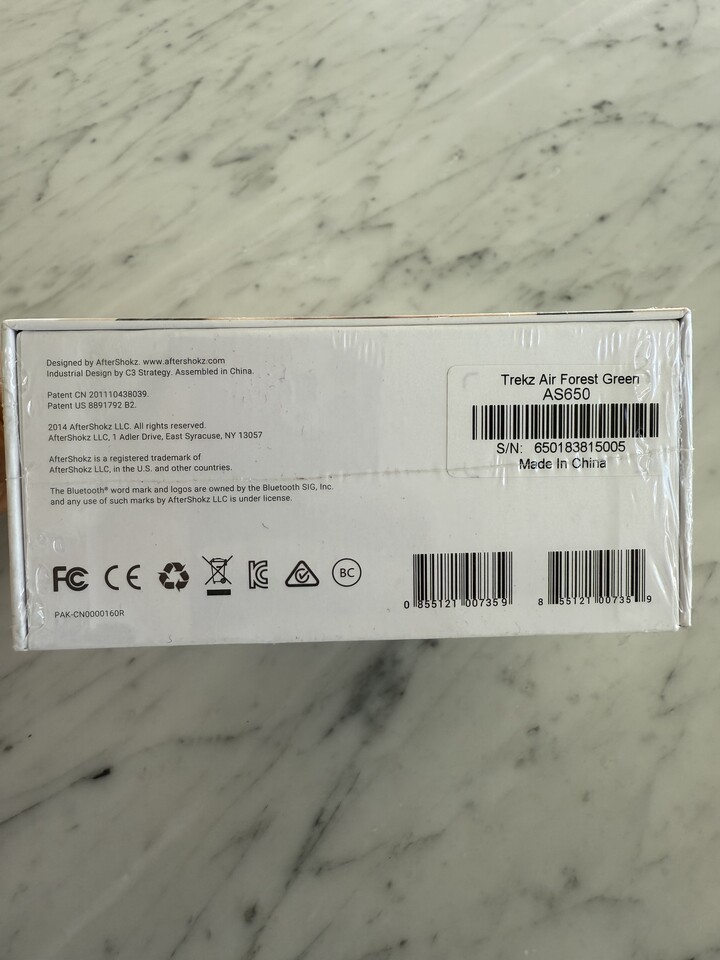 Designed by AfterShokz. www.aftershokz.com
Industrial Design by C3 Strategy. Assembled in China.
Patent CN 201110438039.
Patent US 8891792 B2.
2014 AfterShokz LLC. All rights reserved.
AfterShokz LLC, 1 Adler Drive, East Syracuse, NY 13057
AfterShokz is a registered trademark of
AfterShokz LLC, in the U.S. and other countries.
The Bluetooth® word mark and logos are owned by the Bluetooth SIG, Inc.
and any use of such marks by AfterShokz LLC is under license.
Trekz Air Forest Green
AS650
S/N: 650183815005
Made In China
FC CE BC
PAK-CN0000160R
0 855121 00735 9
8 55121 00735 9